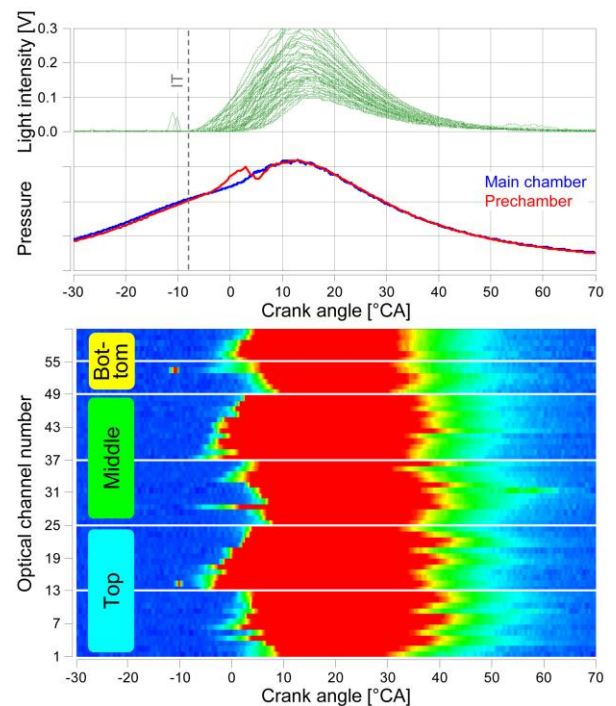 Light intensity [V]
0.3
0.2
0.1
0.0
IT
Pressure
Main chamber
Prechamber
-30 -20 -10 0 10 20 30 40 50 60 70
Crank angle [°CA]
Optical channel number
55
49
43
37
31
25
19
13
7
1
Bot-
tom
Middle
Top
-30 -20 -10 0 10 20 30 40 50 60 70
Crank angle [°CA]